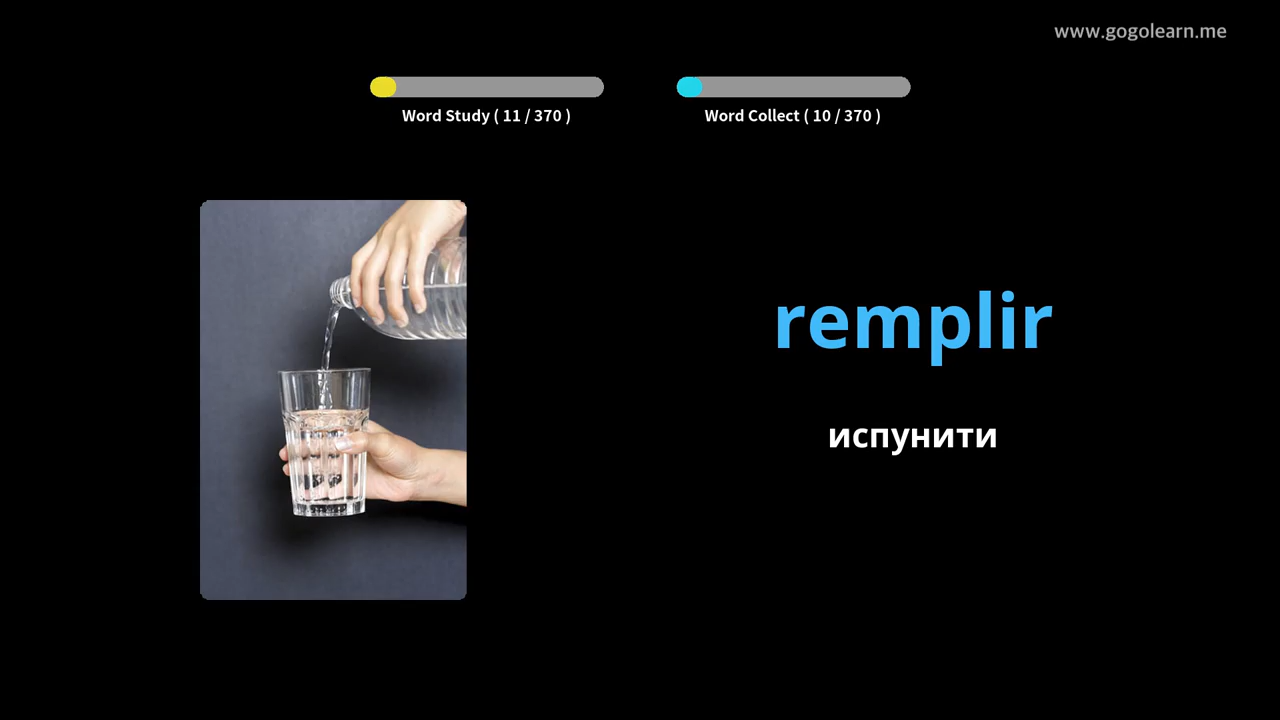 www.gogolearn.me
Word Study ( 11 / 370 )
Word Collect ( 10 / 370 )
remplir
испунити